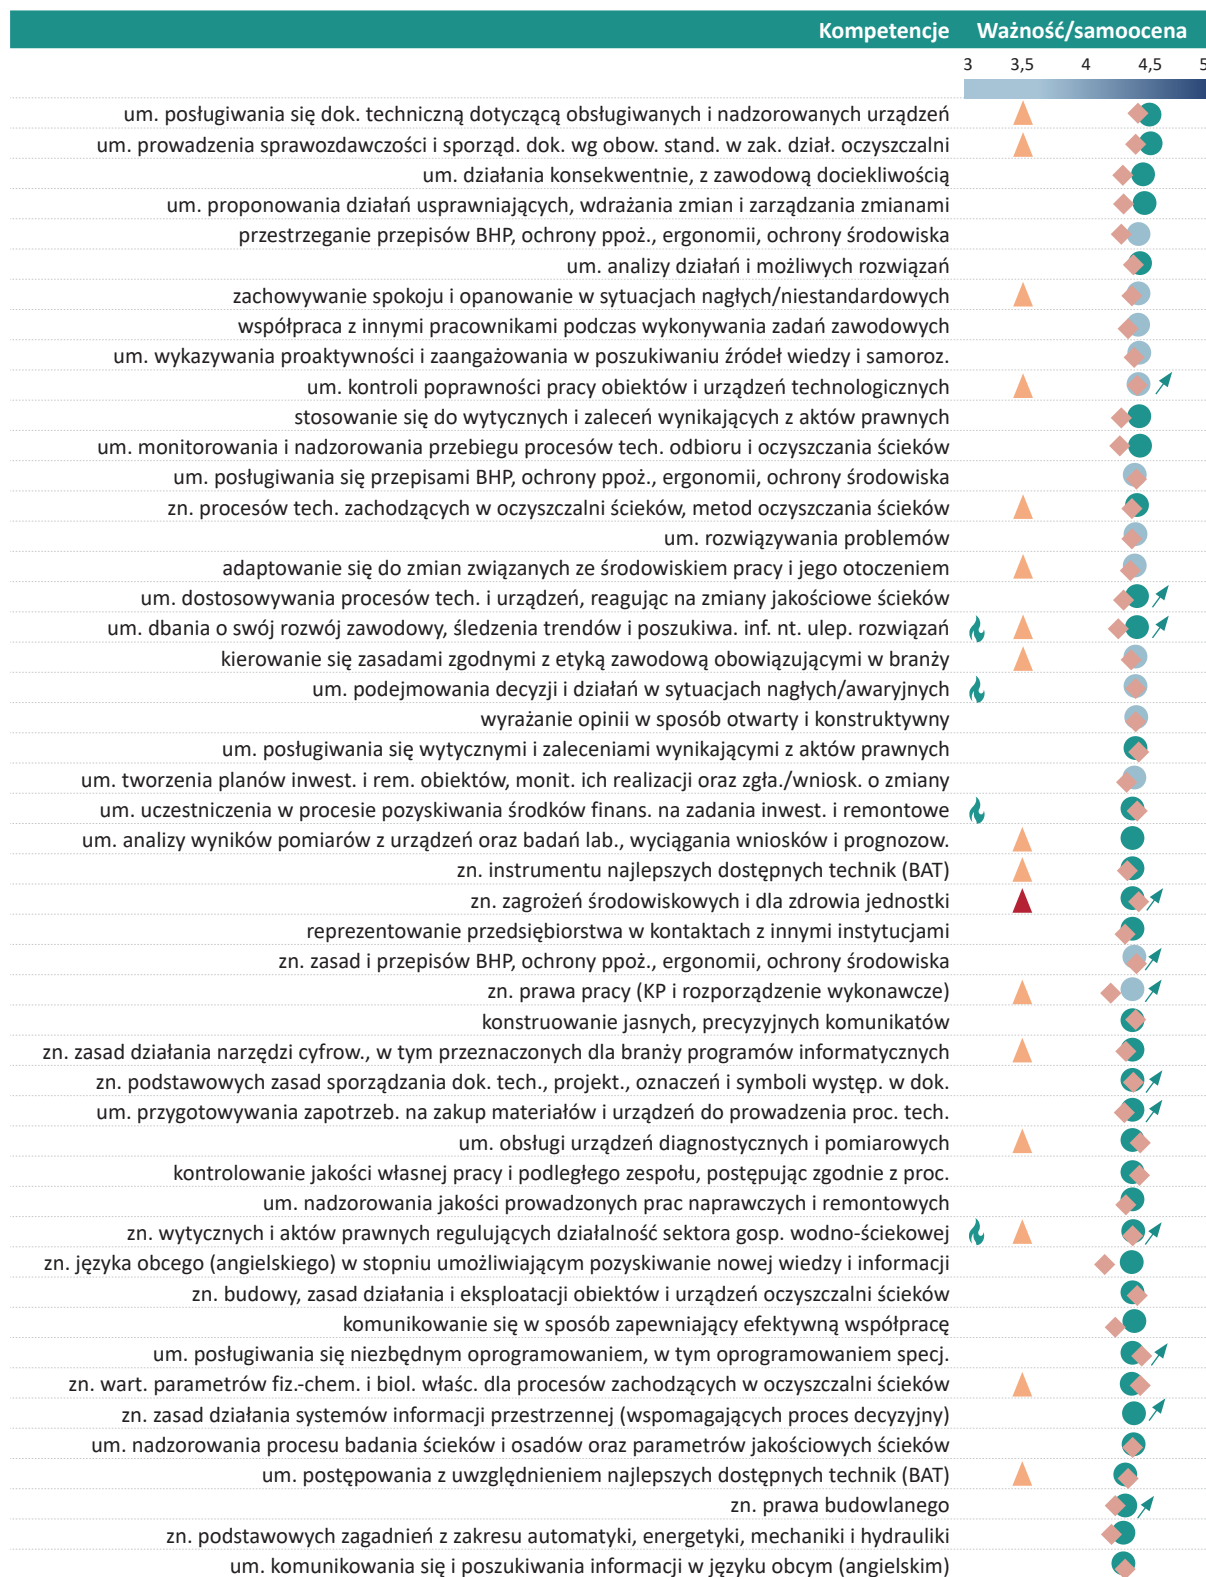 Kompetencje Ważność/samoocena
3 3,5 4 4,5 5
um. posługiwania się dok. techniczną dotyczącą obsługiwanych i nadzorowanych urządzeń
um. prowadzenia sprawozdawczości i sporząd. dok. wg obow. stand. w zak. dział. oczyszczalni
um. działania konsekwentnie, z zawodową dociekliwością
um. proponowania działań usprawniających, wdrażania zmian i zarządzania zmianami
przestrzeganie przepisów BHP, ochrony ppoż., ergonomii, ochrony środowiska
um. analizy działań i możliwych rozwiązań
zachowywanie spokoju i opanowanie w sytuacjach nagłych/niestandardowych
współpraca z innymi pracownikami podczas wykonywania zadań zawodowych
um. wykazywania proaktywności i zaangażowania w poszukiwaniu źródeł wiedzy i samoroz.
um. kontroli poprawności pracy obiektów i urządzeń technologicznych
stosowanie się do wytycznych i zaleceń wynikających z aktów prawnych
um. monitorowania i nadzorowania przebiegu procesów tech. odbioru i oczyszczania ścieków
um. posługiwania się przepisami BHP, ochrony ppoż., ergonomii, ochrony środowiska
zn. procesów tech. zachodzących w oczyszczalni ścieków, metod oczyszczania ścieków
um. rozwiązywania problemów
adaptowanie się do zmian związanych ze środowiskiem pracy i jego otoczeniem
um. dostosowywania procesów tech. i urządzeń, reagując na zmiany jakościowe ścieków
um. dbania o swój rozwój zawodowy, śledzenia trendów i poszukiwa. inf. nt. ulep. rozwiązań
kierowanie się zasadami zgodnymi z etyką zawodową obowiązującymi w branży
um. podejmowania decyzji i działań w sytuacjach nagłych/awaryjnych
wyrażanie opinii w sposób otwarty i konstruktywny
um. posługiwania się wytycznymi i zaleceniami wynikającymi z aktów prawnych
um. tworzenia planów inwest. i rem. obiektów, monit. ich realizacji oraz zgła./wniosk. o zmiany
um. uczestniczenia w procesie pozyskiwania środków finans. na zadania inwest. i remontowe
um. analizy wyników pomiarów z urządzeń oraz badań lab., wyciągania wniosków i prognozow.
zn. instrumentu najlepszych dostępnych technik (BAT)
zn. zagrożeń środowiskowych i dla zdrowia jednostki
reprezentowanie przedsiębiorstwa w kontaktach z innymi instytucjami
zn. zasad i przepisów BHP, ochrony ppoż., ergonomii, ochrony środowiska
zn. prawa pracy (KP i rozporządzenie wykonawcze)
konstruowanie jasnych, precyzyjnych komunikatów
zn. zasad działania narzędzi cyfrow., w tym przeznaczonych dla branży programów informatycznych
zn. podstawowych zasad sporządzania dok. tech., projekt., oznaczeń i symboli występ. w dok.
um. przygotowywania zapotrzeb. na zakup materiałów i urządzeń do prowadzenia proc. tech.
um. obsługi urządzeń diagnostycznych i pomiarowych
kontrolowanie jakości własnej pracy i podległego zespołu, postępując zgodnie z proc.
um. nadzorowania jakości prowadzonych prac naprawczych i remontowych
zn. wytycznych i aktów prawnych regulujących działalność sektora gosp. wodno-ściekowej
zn. języka obcego (angielskiego) w stopniu umożliwiającym pozyskiwanie nowej wiedzy i informacji
zn. budowy, zasad działania i eksploatacji obiektów i urządzeń oczyszczalni ścieków
komunikowanie się w sposób zapewniający efektywną współpracę
um. posługiwania się niezbędnym oprogramowaniem, w tym oprogramowaniem specj.
zn. wart. parametrów fiz.-chem. i biol. właśc. dla procesów zachodzących w oczyszczalni ścieków
zn. zasad działania systemów informacji przestrzennej (wspomagających proces decyzyjny)
um. nadzorowania procesu badania ścieków i osadów oraz parametrów jakościowych ścieków
um. postępowania z uwzględnieniem najlepszych dostępnych technik (BAT)
zn. prawa budowlanego
zn. podstawowych zagadnień z zakresu automatyki, energetyki, mechaniki i hydrauliki
um. komunikowania się i poszukiwania informacji w języku obcym (angielskim)